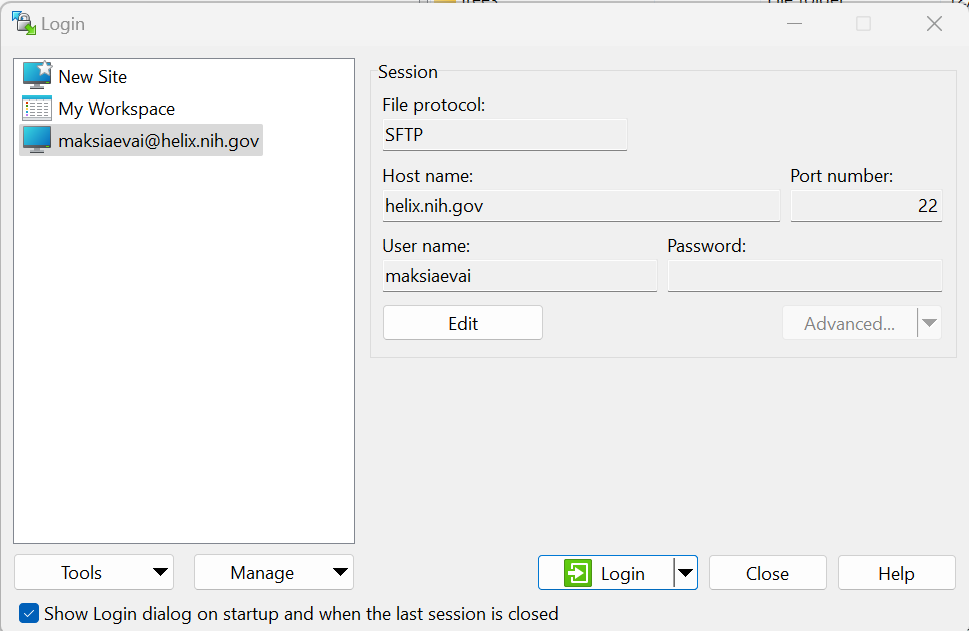 Login
New Site
My Workspace
maksiaevai@helix.nih.gov
Session
File protocol:
SFTP
Host name:
Port number:
helix.nih.gov
22
User name:
Password:
maksiaevai
Edit
Advanced...
Tools
Manage
Login
Close
Help
Show Login dialog on startup and when the last session is closed